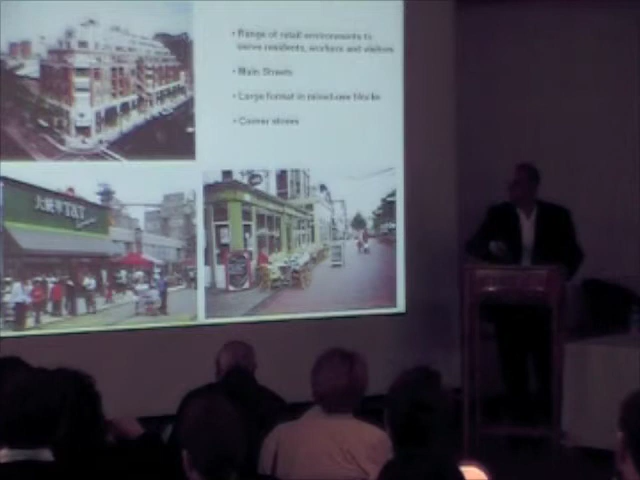 • Range of retail environments to
serve residents, workers and visitors
• Main Streets
• Large format in mixed-use blocks
• Corner stores
T&T